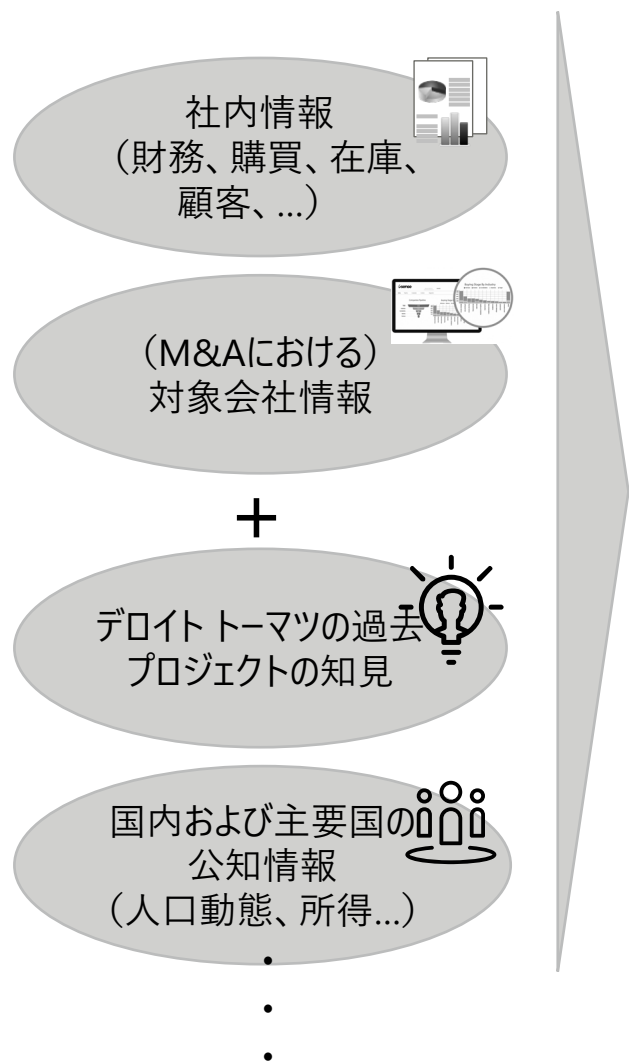 社内情報
（財務、購買、在庫、
顧客、…）
（M&Aにおける）
対象会社情報
＋
デロイト トーマツの過去
プロジェクトの知見
国内および主要国の
公知情報
（人口動態、所得…）
・
・
・